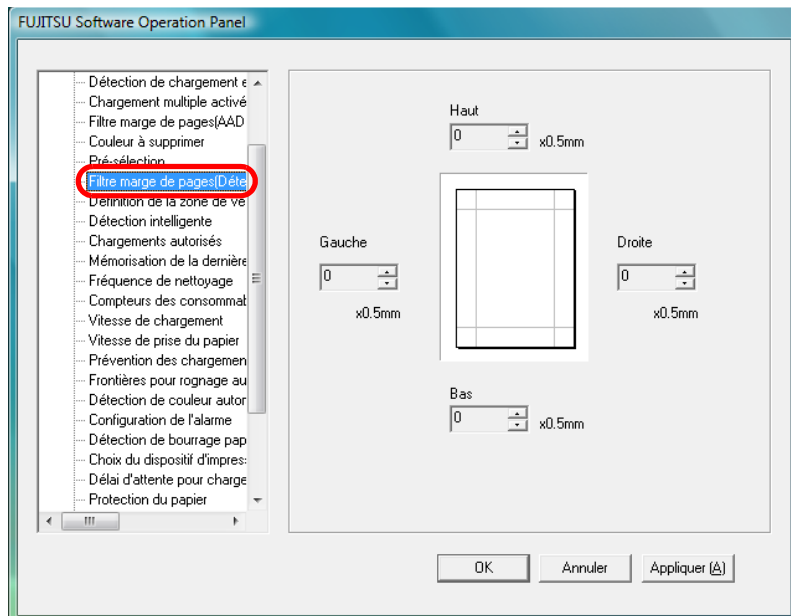 FUJITSU Software Operation Panel
Détection de chargement e
Chargement multiple activé
Filtre marge de pages(AAD
Couleur à supprimer
Pré-sélection
Filtre marge de pages(Déte
Définition de la zone de vé
Détection intelligente
Chargements autorisés
Mémorisation de la dernière
Fréquence de nettoyage
Compteurs des consommat
Vitesse de chargement
Vitesse de prise du papier
Prévention des chargemen
Frontières pour rognage au
Détection de couleur autor
Configuration de l'alarme
Détection de bourrage pap
Choix du dispositif d'impres
Délai d'attente pour charge
Protection du papier
Haut
0 x0.5mm
Gauche
0
x0.5mm
Droite
0
x0.5mm
Bas
0 x0.5mm
OK Annuler Appliquer (A)